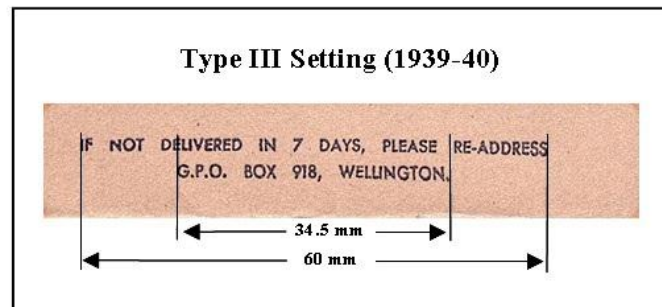 Type III Setting (1939-40)
IF NOT DELIVERED IN 7 DAYS, PLEASE RE-ADDRESS
G.P.O. BOX 918, WELLINGTON.
34.5 mm
60 mm